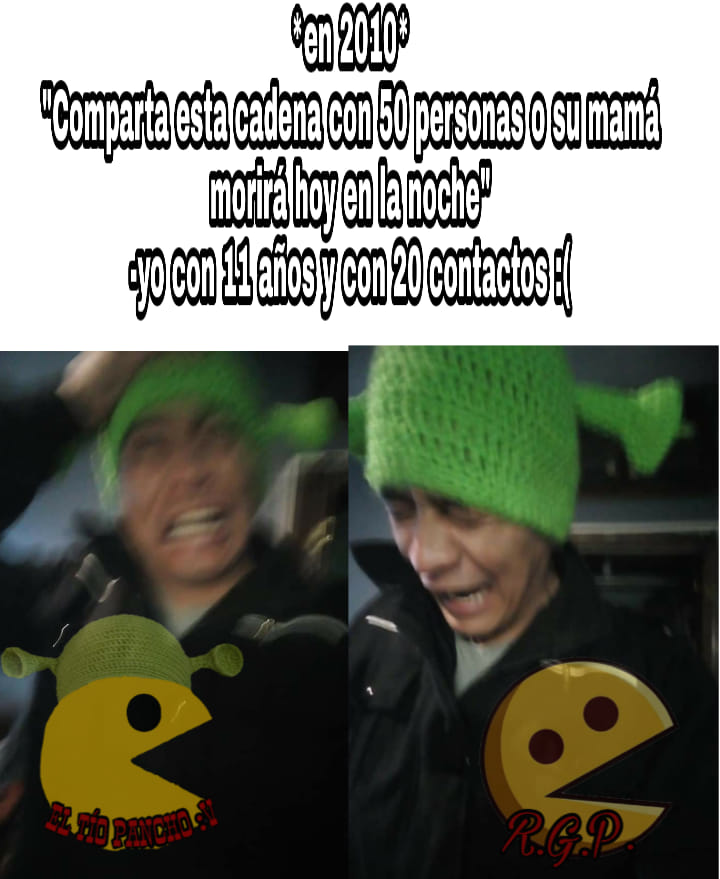 *en 2010*
"Comparta esta cadena con 50 personas o su mamá
morirá hoy en la noche"
-yo con 11 años y con 20 contactos :(
EL TÍO PANCHO :V
R.G.P.